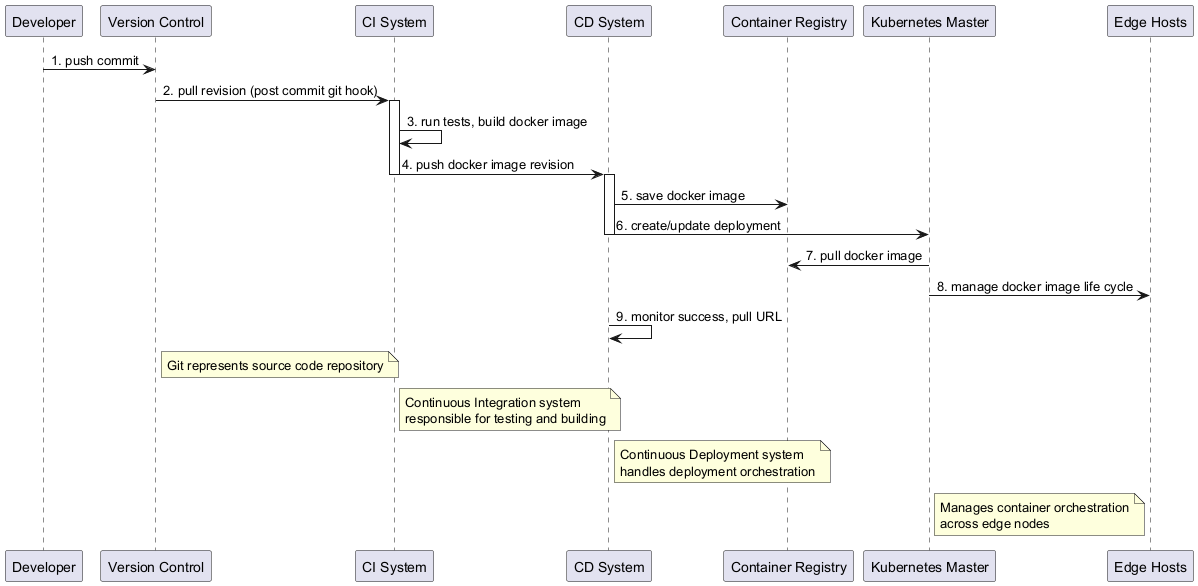 Developer
Version Control
CI System
CD System
Container Registry
Kubernetes Master
Edge Hosts
1. push commit
2. pull revision (post commit git hook)
3. run tests, build docker image
4. push docker image revision
5. save docker image
6. create/update deployment
7. pull docker image
8. manage docker image life cycle
9. monitor success, pull URL
Git represents source code repository
Continuous Integration system
responsible for testing and building
Continuous Deployment system
handles deployment orchestration
Manages container orchestration
across edge nodes
Developer
Version Control
CI System
CD System
Container Registry
Kubernetes Master
Edge Hosts